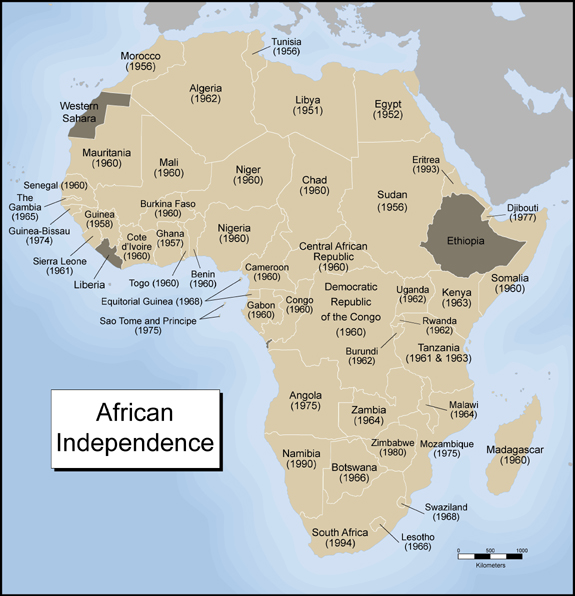 Tunisia
(1956)
Morocco
(1956)
Algeria
(1962)
Libya
(1951)
Egypt
(1952)
Western
Sahara
Mauritania
(1960)
Mali
(1960)
Niger
(1960)
Chad
(1960)
Sudan
(1956)
Eritrea
(1993)
Djibouti
(1977)
Senegal (1960)
The
Gambia
(1965)
Guinea-Bissau
(1974)
Guinea
(1958)
Sierra Leone
(1961)
Liberia
Cote
d'Ivoire
(1960)
Burkina Faso
(1960)
Ghana
(1957)
Togo (1960)
Benin
(1960)
Nigeria
(1960)
Ethiopia
Somalia
(1960)
Central African
Republic
(1960)
Cameroon
(1960)
Equitorial Guinea (1968)
Sao Tome and Principe
(1975)
Gabon
(1960)
Congo
(1960)
Democratic
Republic
of the Congo
(1960)
Uganda
(1962)
Kenya
(1963)
Rwanda
(1962)
Burundi
(1962)
Tanzania
(1961 & 1963)
Angola
(1975)
Zambia
(1964)
Malawi
(1964)
Mozambique
(1975)
Zimbabwe
(1980)
Madagascar
(1960)
Namibia
(1990)
Botswana
(1966)
Swaziland
(1968)
Lesotho
(1966)
South Africa
(1994)
African
Independence
0 500 1000
Kilometers